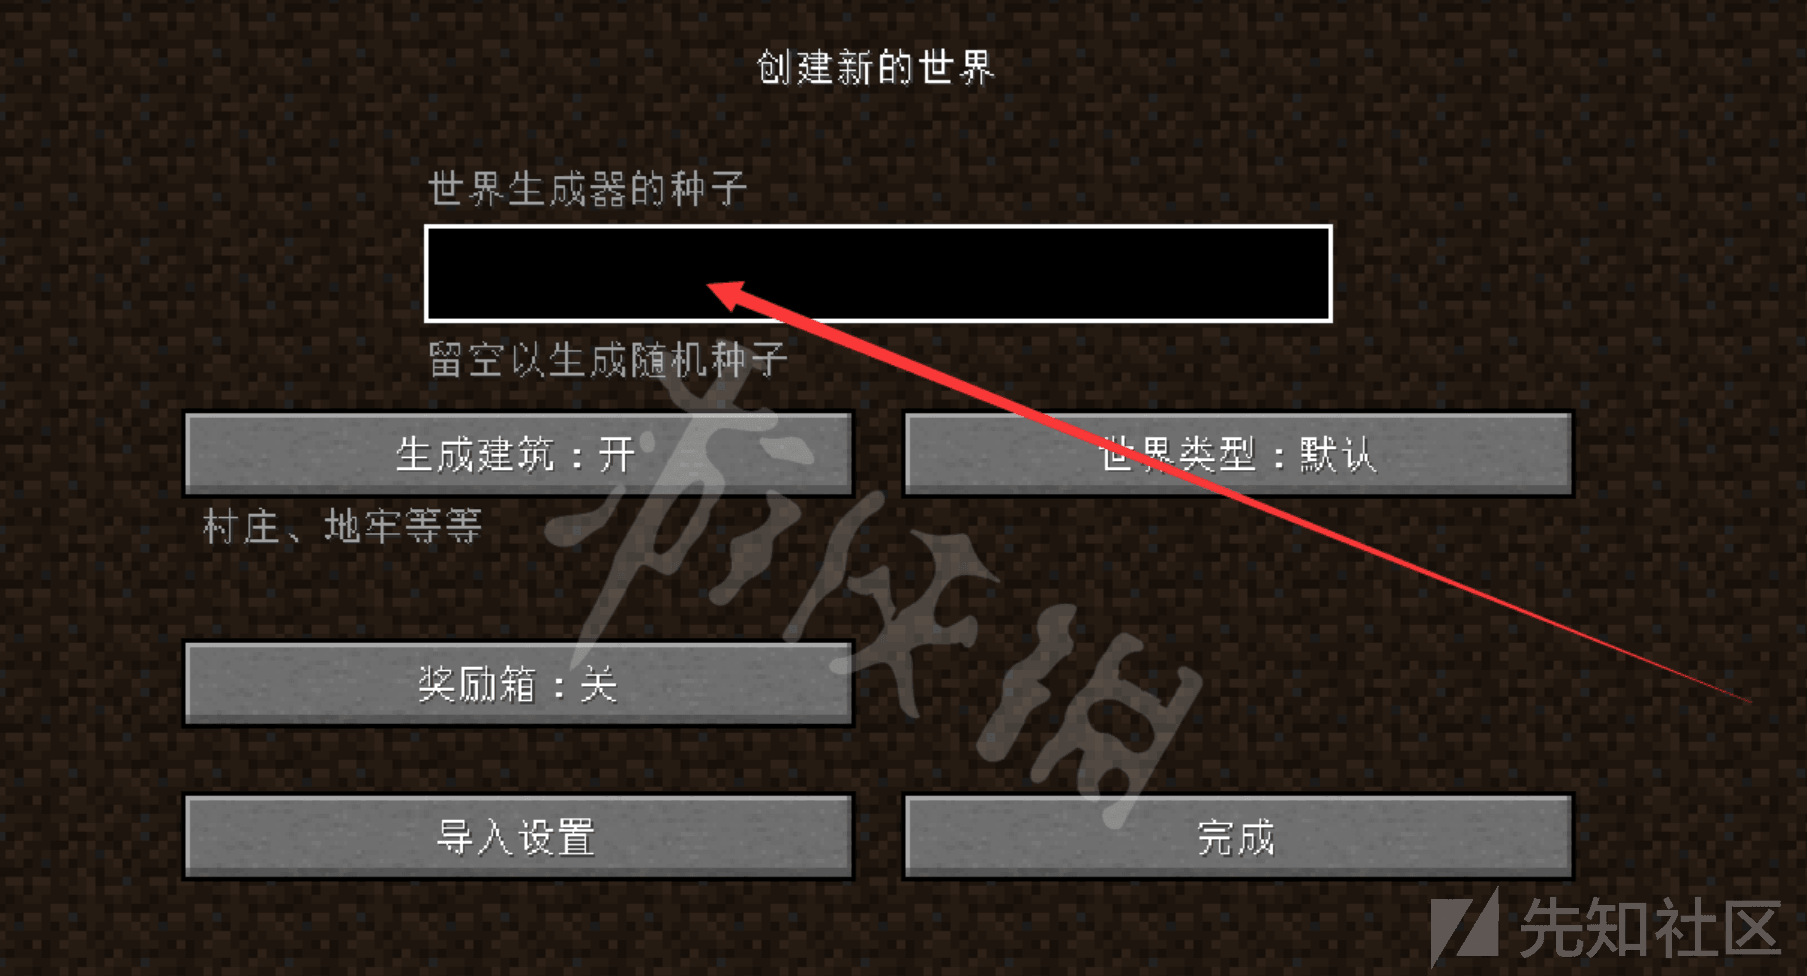 创建新的世界
世界生成器的种子
留空以生成随机种子
生成建筑：开
世界类型：默认
村庄、地牢等等
奖励箱：关
导入设置
完成
先知社区